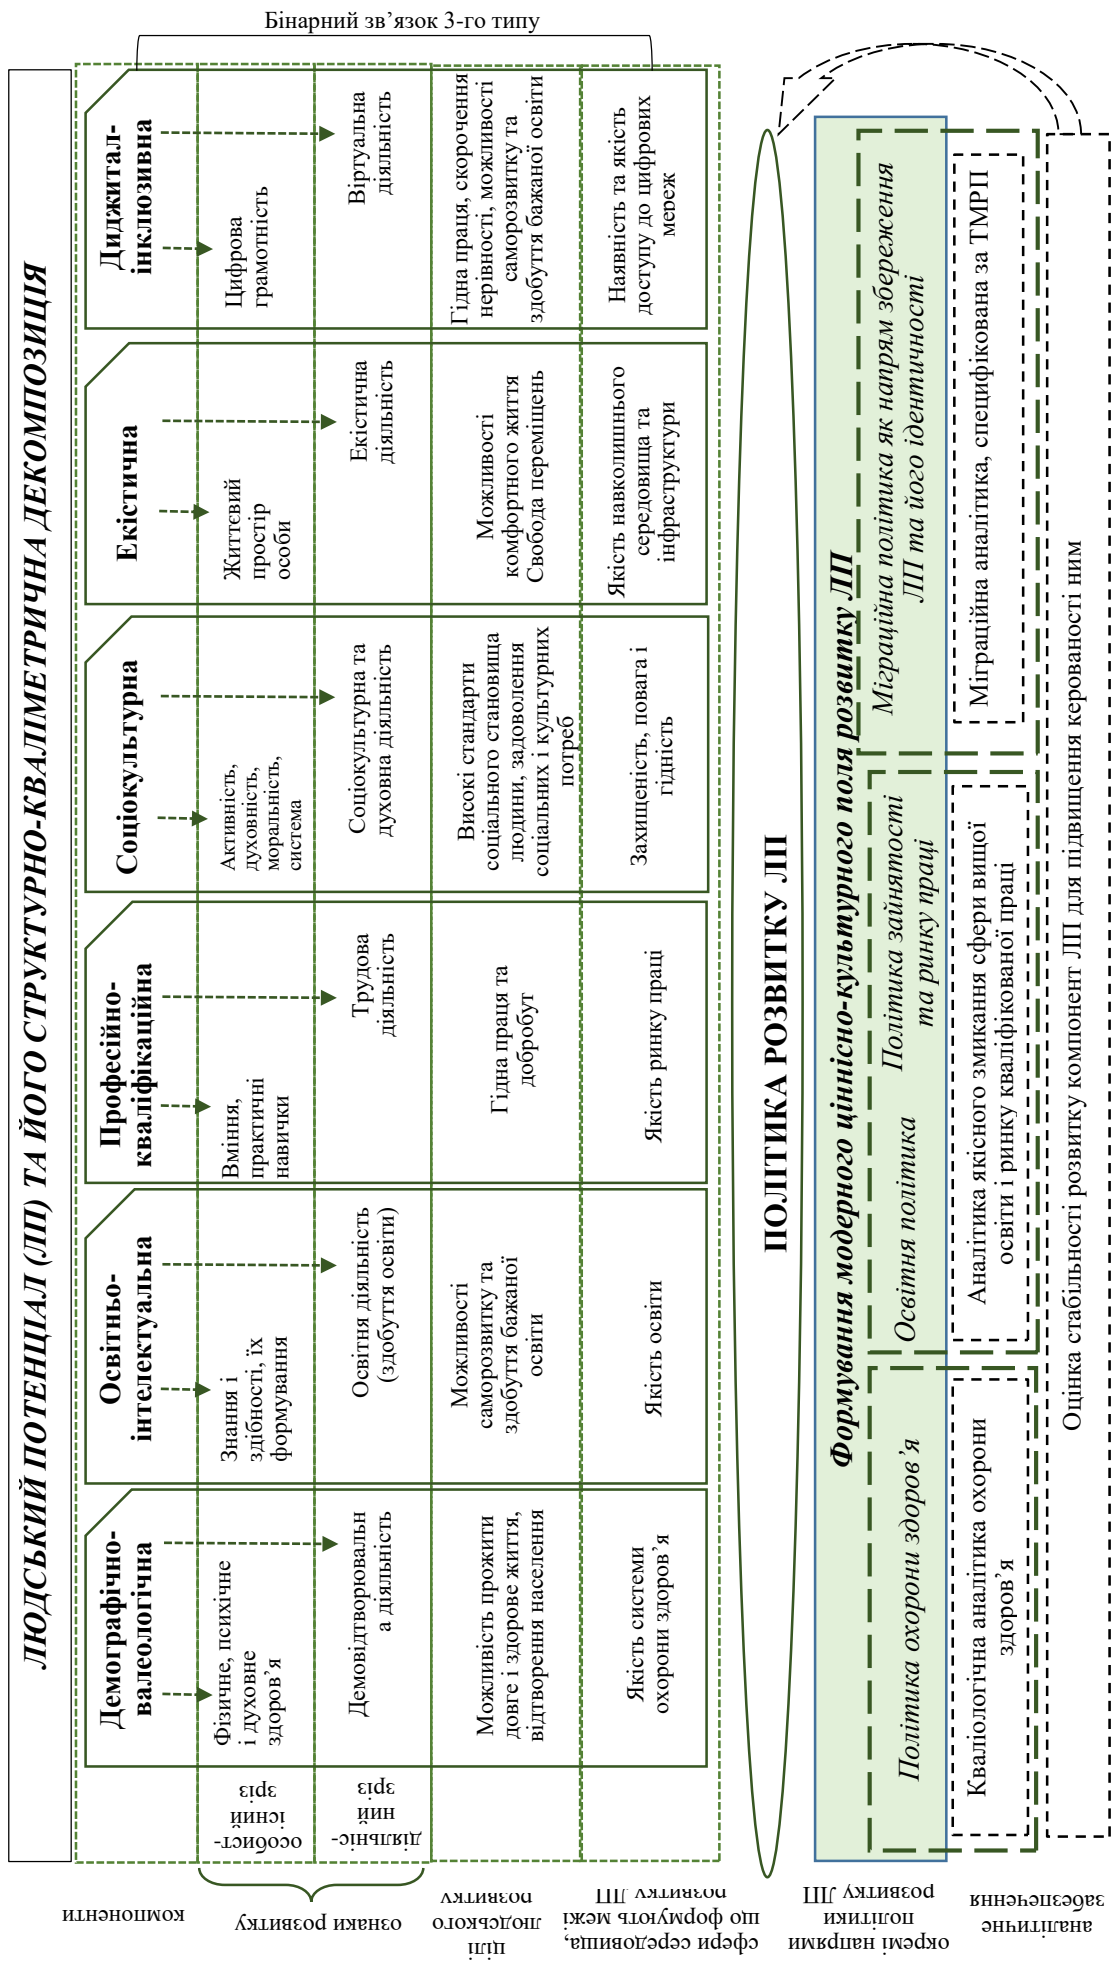 ЛЮДСЬКИЙ ПОТЕНЦІАЛ (ЛП) ТА ЙОГО СТРУКТУРНО-КВАЛІМЕТРИЧНА ДЕКОМПОЗИЦІЯ
Бінарний зв’язок 3-го типу
компоненти
Демографічно-
валеологічна
Освітньо-
інтелектуальна
Професійно-
кваліфікаційна
Соціокультурна
Екістична
Диджитал-
інклюзивна
ознаки розвитку
особист-
існий
зріз
Фізичне, психічне
і духовне
здоров’я
Знання і
здібності, їх
формування
Вміння,
практичні
навички
Активність,
духовність,
моральність,
система
Життєвий
простір
особи
Цифрова
грамотність
діяльніс-
ний
зріз
Демовідтворювальн
а діяльність
Освітня діяльність
(здобуття освіти)
Трудова
діяльність
Соціокультурна та
духовна діяльність
Екістична
діяльність
Віртуальна
діяльність
цілі
людського
розвитку
Можливість прожити
довге і здорове життя,
відтворення населення
Можливості
саморозвитку та
здобуття бажаної
освіти
Гідна праця та
добробут
Високі стандарти
соціального становища
людини, задоволення
соціальних і культурних
потреб
Можливості
комфортного життя
Свобода переміщень
Гідна праця, скорочення
нерівності, можливості
саморозвитку та
здобуття бажаної освіти
сфери середовища,
що формують межі
розвитку ЛП
Якість системи
охорони здоров’я
Якість освіти
Якість ринку праці
Захищеність, повага і
гідність
Якість навколишнього
середовища та
інфраструктури
Наявність та якість
доступу до цифрових
мереж
ПОЛІТИКА РОЗВИТКУ ЛП
окремі напрями
політики
розвитку ЛП
Формування модерного ціннісно-культурного поля розвитку ЛП
Політика охорони здоров’я
Освітня політика
Політика зайнятості
та ринку праці
Міграційна політика як напрям збереження
ЛП та його ідентичності
аналітичне
забезпечення
Кваліологічна аналітика охорони
здоров’я
Аналітика якісного змикання сфери вищої
освіти і ринку кваліфікованої праці
Міграційна аналітика, специфікована за ТМРП
Оцінка стабільності розвитку компонент ЛП для підвищення керованості ним